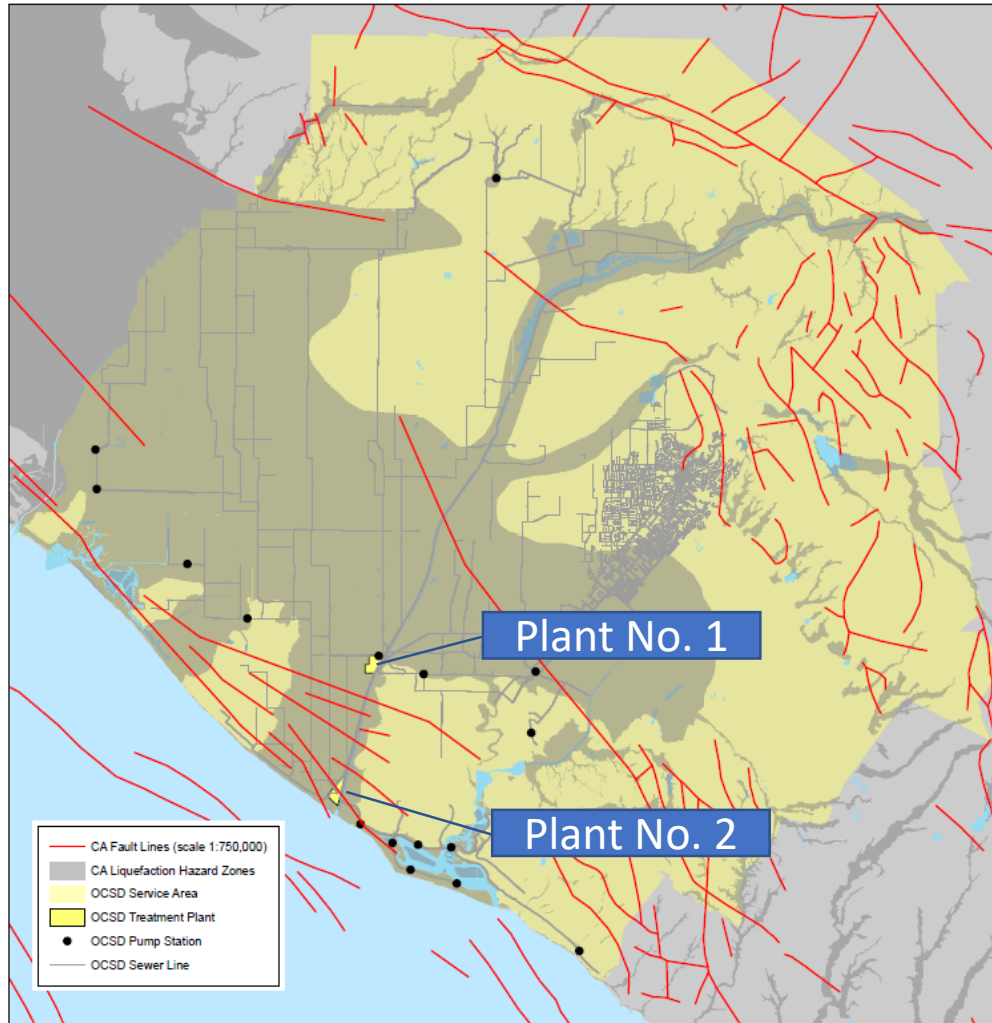 Plant No. 1
Plant No. 2
CA Fault Lines (scale 1:750,000)
CA Liquefaction Hazard Zones
OCSD Service Area
OCSD Treatment Plant
OCSD Pump Station
OCSD Sewer Line